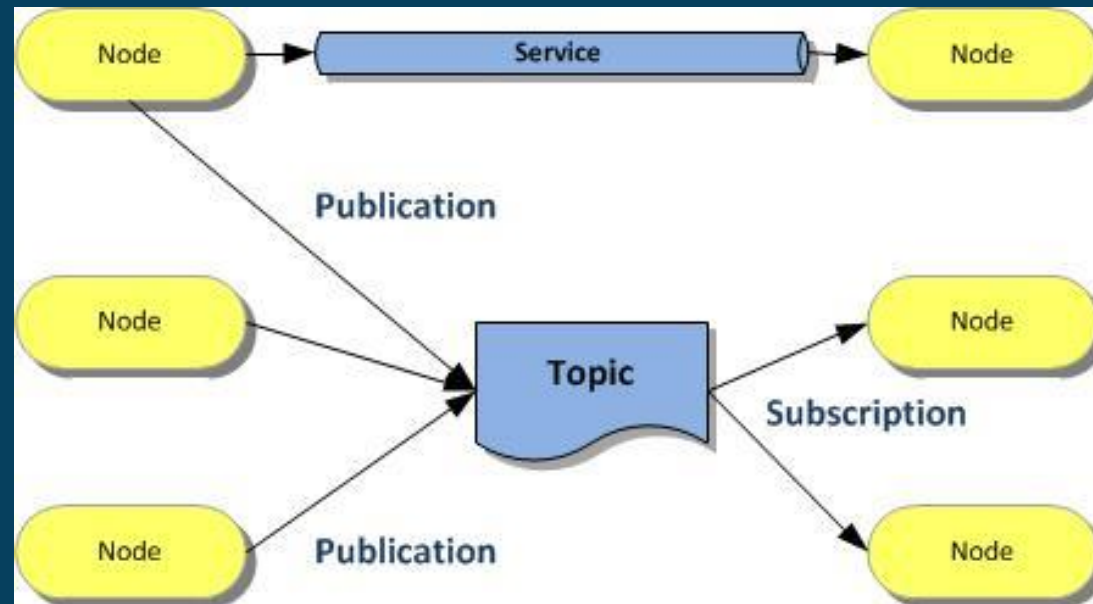 Node
Service
Node
Publication
Node
Topic
Node
Subscription
Node
Publication
Node